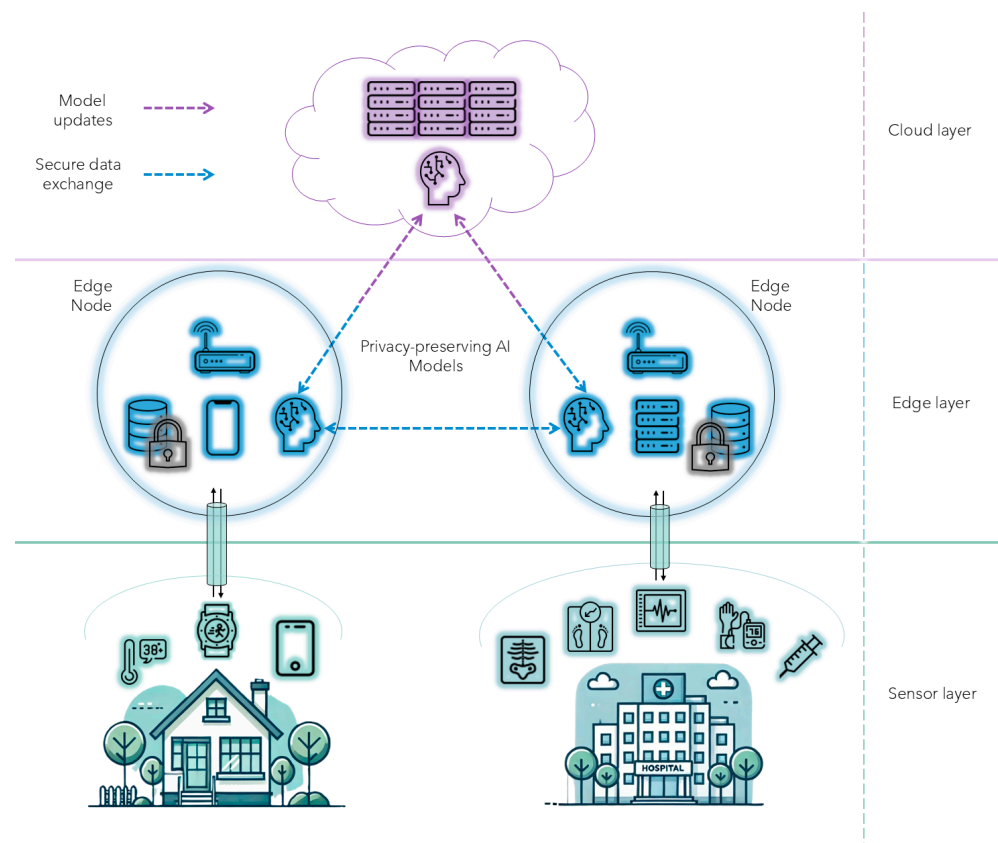 Model
updates
Secure data
exchange
Cloud layer
Edge
Node
Edge
Node
Privacy-preserving AI
Models
Edge layer
38+
78
HOSPITAL
Sensor layer